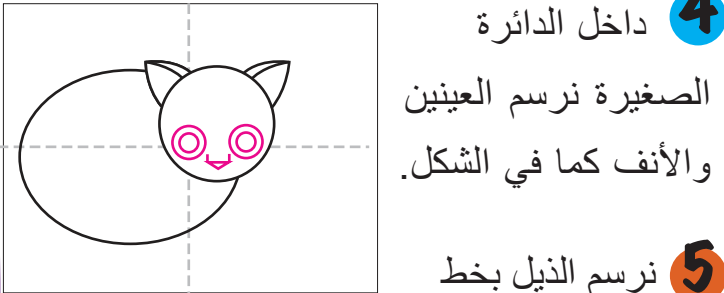 4 داخل الدائرة
الصغيرة نرسم العينين
والأنف كما في الشكل.
5 نرسم الذيل بخط